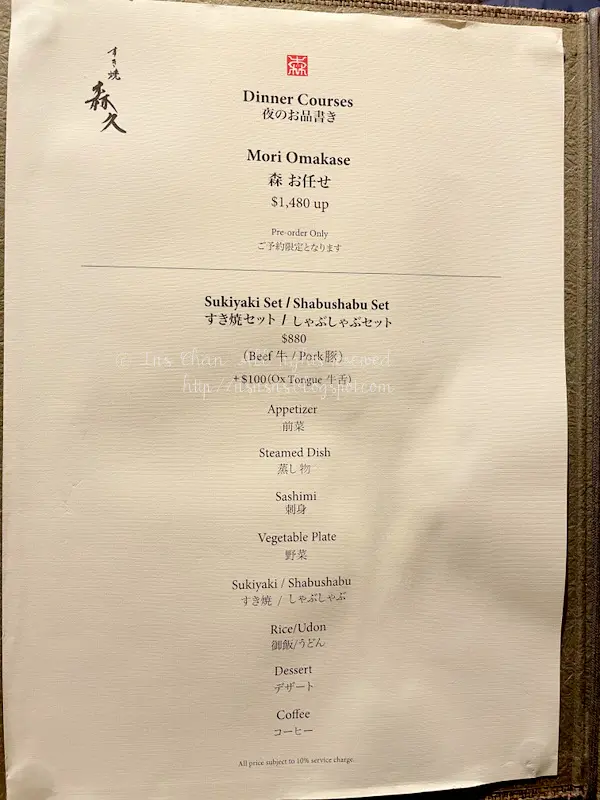 すき焼
森久
森
Dinner Courses
夜のお品書き
Mori Omakase
森 お任せ
$1,480 up
Pre-order Only
ご予約限定となります
Sukiyaki Set / Shabushabu Set
すき焼セット / しゃぶしゃぶセット
$880
(Beef 牛 / Pork 豚)
© Iris Chan. All rights reserved
+$100(Ox Tongue 牛舌)
Appetizer
前菜
Steamed Dish
蒸し物
Sashimi
刺身
Vegetable Plate
野菜
Sukiyaki / Shabushabu
すき焼 / しゃぶしゃぶ
Rice/Udon
御飯/うどん
Dessert
デザート
Coffee
コーヒー
All price subject to 10% service charge.